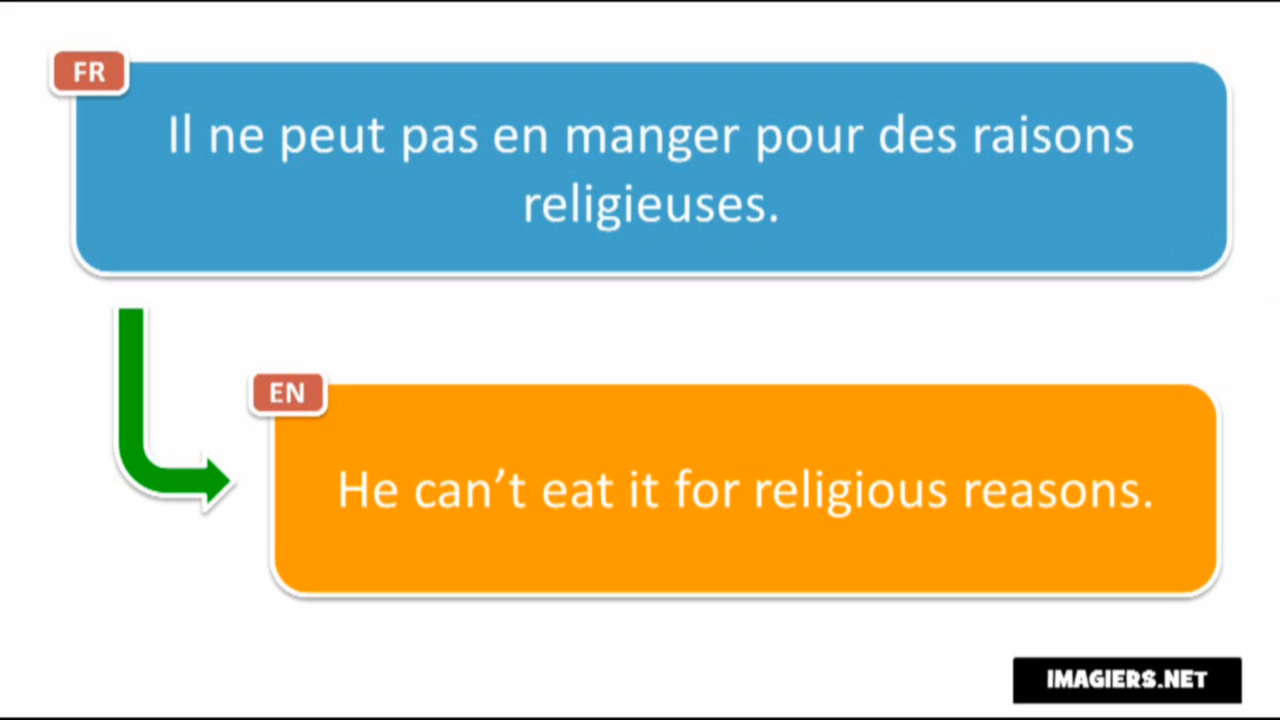 FR
Il ne peut pas en manger pour des raisons
religieuses.
EN
He can’t eat it for religious reasons.
IMAGIERS.NET